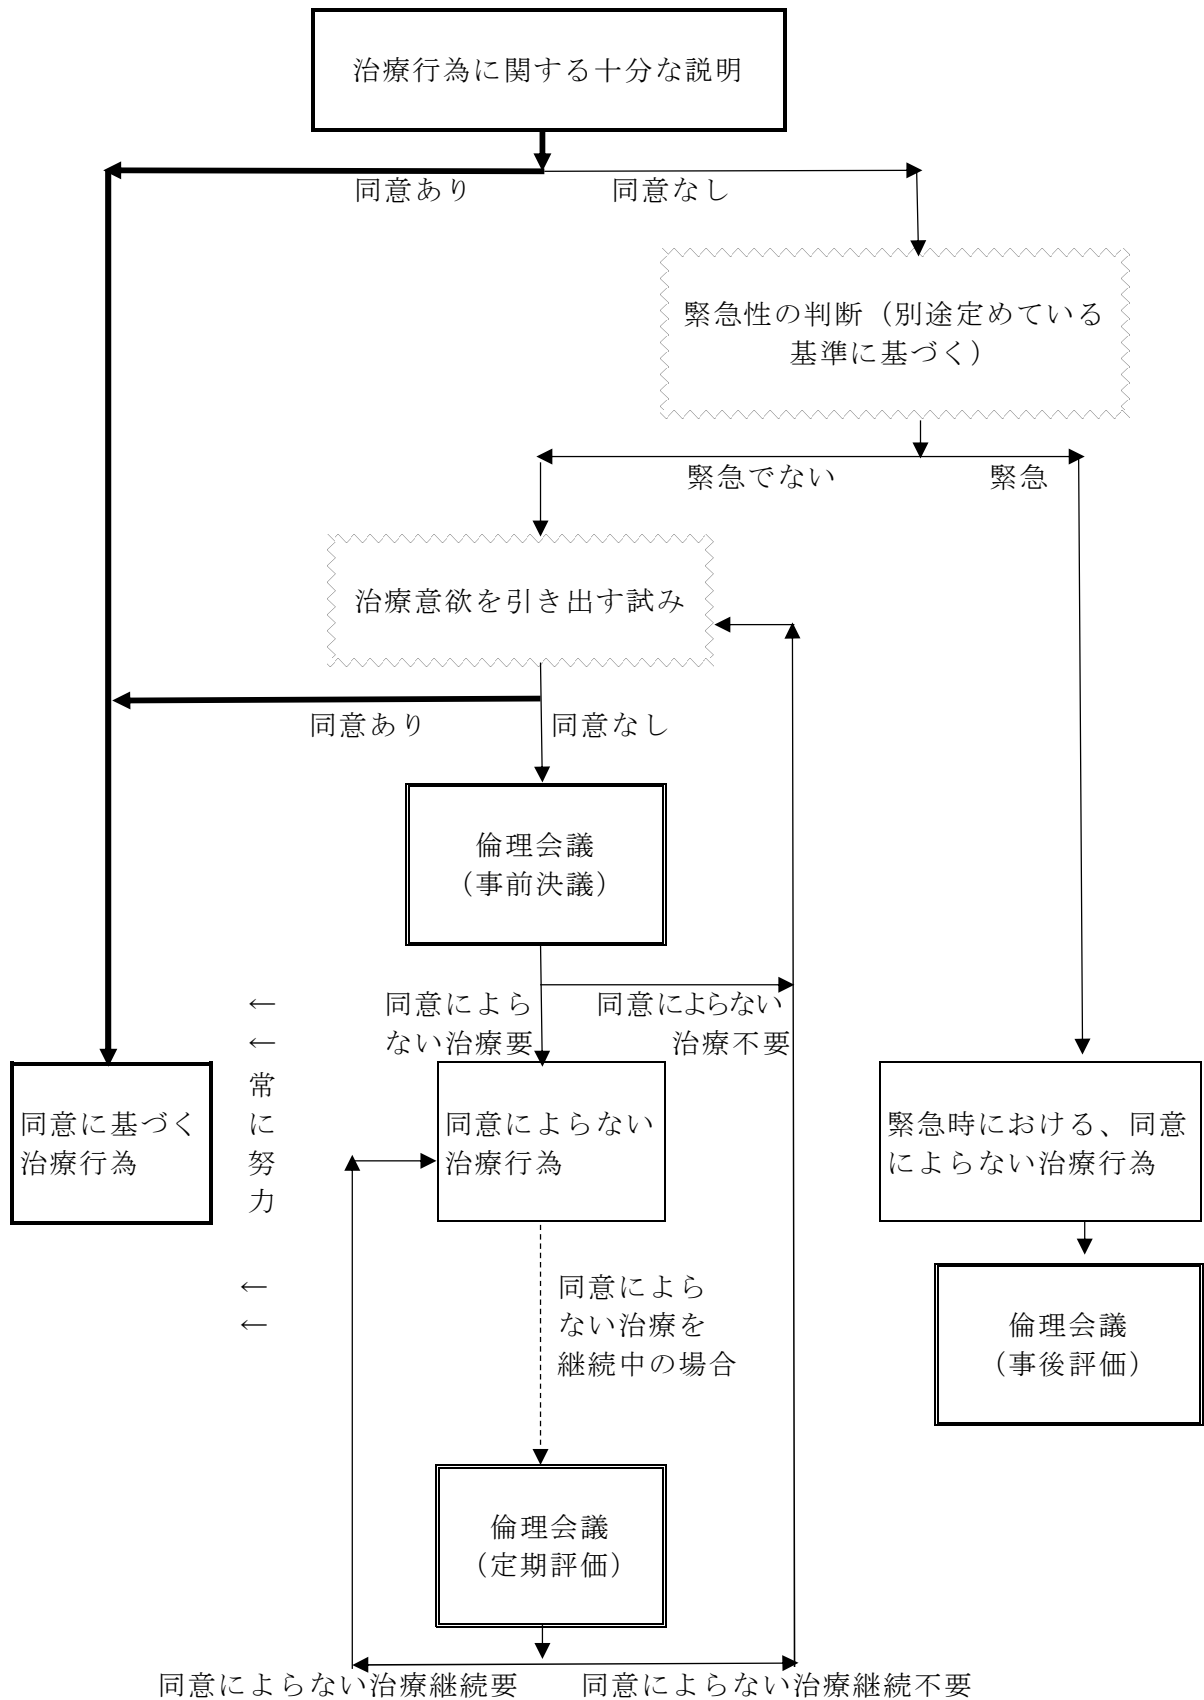 治療行為に関する十分な説明
同意あり
同意なし
緊急性の判断（別途定めている
基準に基づく）
緊急でない
緊急
治療意欲を引き出す試み
同意あり
同意なし
倫理会議
（事前決議）
同意によら
ない治療要
同意によらない
治療不要
←
←
常
に
努
力
←
←
同意に基づく
治療行為
同意によらない
治療行為
緊急時における、同意
によらない治療行為
同意によら
ない治療を
継続中の場合
倫理会議
（事後評価）
倫理会議
（定期評価）
同意によらない治療継続要
同意によらない治療継続不要